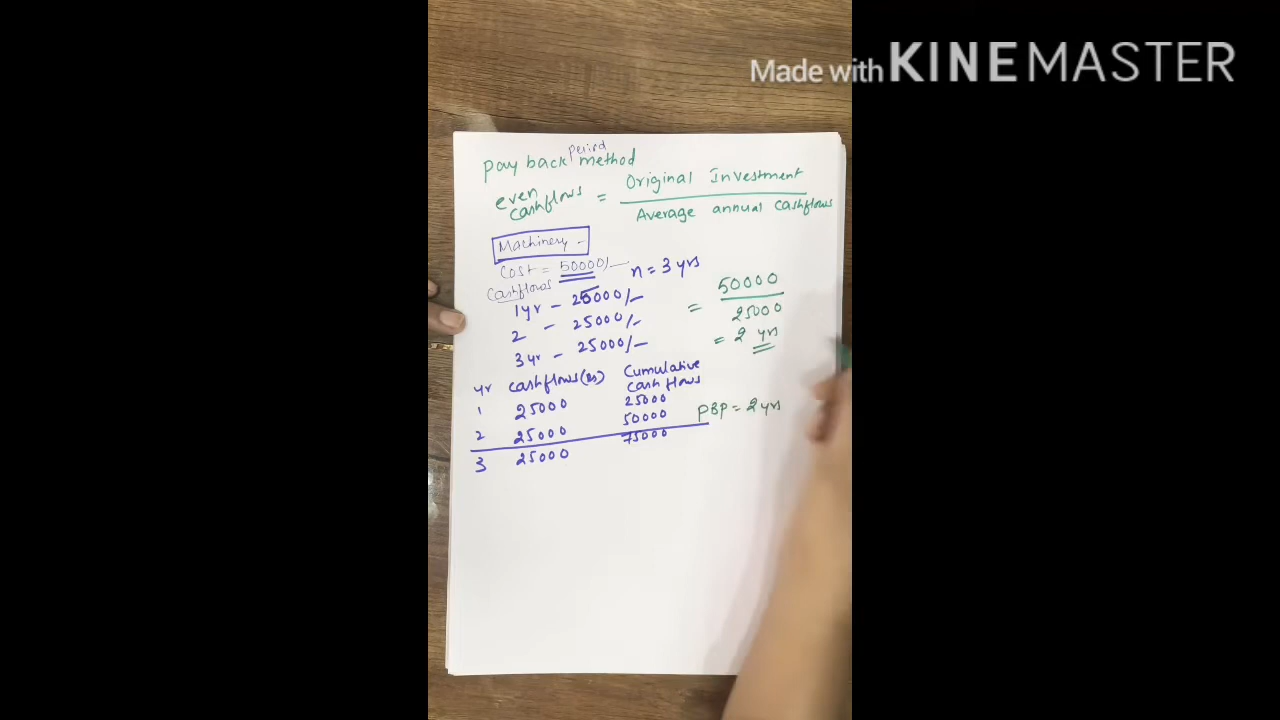 Made with KINEMASTER
Pay back period method
even cashflows = Original Investment / Average annual cashflows
Machinery -
Cost = 50000/- n = 3 yrs
Cashflows
1yr - 25000/- = 50000 / 25000
2 - 25000/- = 2 yrs
3 yr - 25000/-
yr cashflows(rs) Cumulative cash flows
1 25000 25000
2 25000 50000 PBP = 2 yrs
3 25000 75000